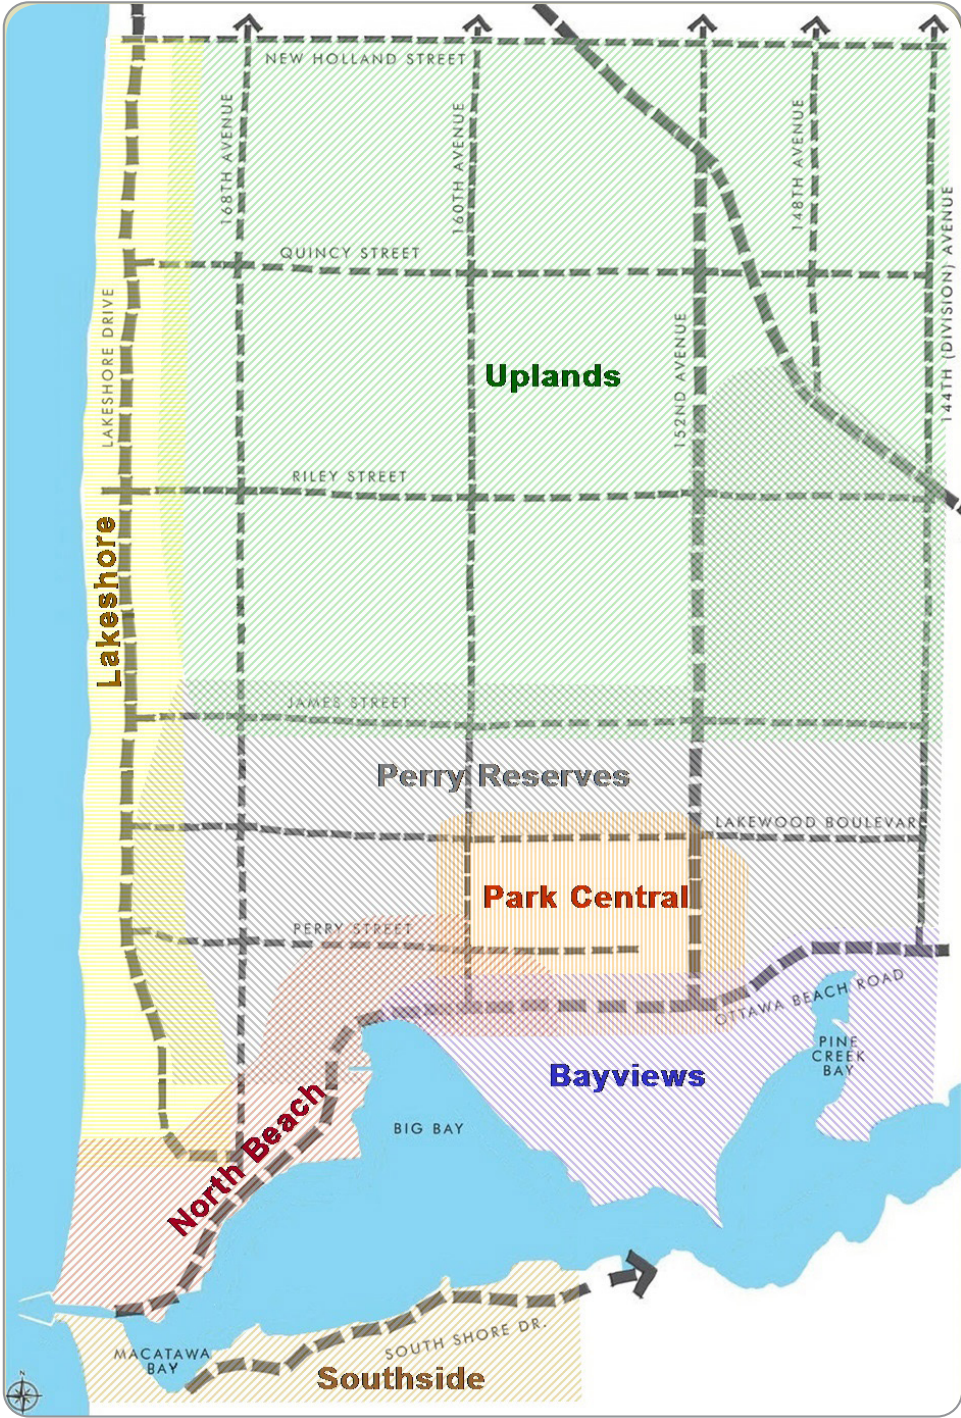 NEW HOLLAND STREET
168TH AVENUE
160TH AVENUE
148TH AVENUE
144TH (DIVISION) AVENUE
QUINCY STREET
LAKESHORE DRIVE
152ND AVENUE
Uplands
RILEY STREET
Lakeshore
JAMES STREET
Perry Reserves
LAKEWOOD BOULEVAR
Park Central
PERRY STREET
OTTAWA BEACH ROAD
PINE
CREEK
BAY
Bayviews
BIG BAY
North Beach
SOUTH SHORE DR.
MACATAWA
BAY
Southside
N